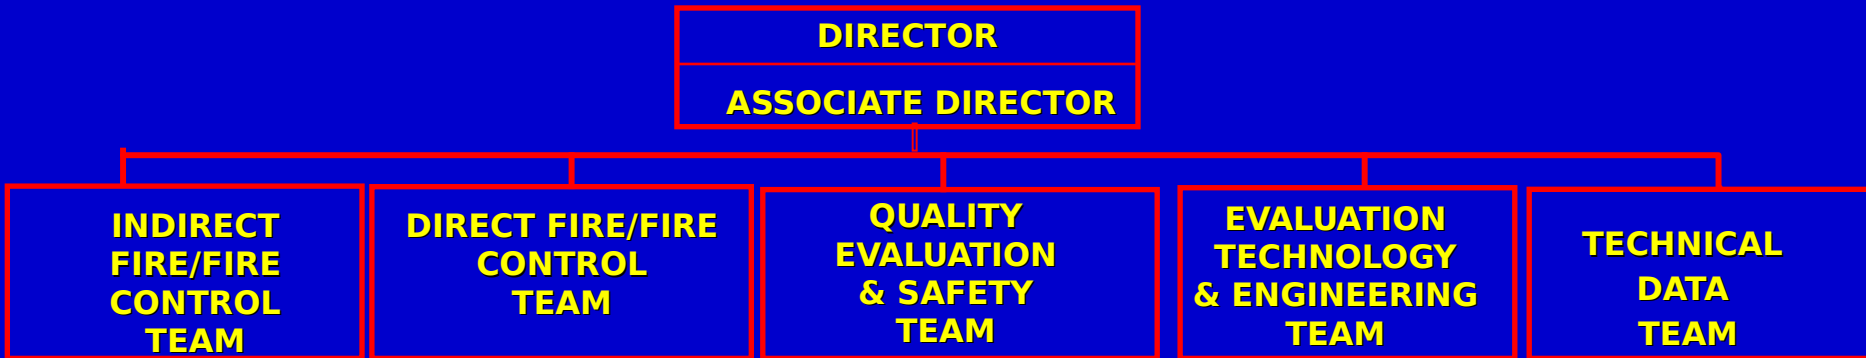 DIRECTOR
ASSOCIATE DIRECTOR
INDIRECT
FIRE/FIRE
CONTROL
TEAM
DIRECT FIRE/FIRE
CONTROL
TEAM
QUALITY
EVALUATION
& SAFETY
TEAM
EVALUATION
TECHNOLOGY
& ENGINEERING
TEAM
TECHNICAL
DATA
TEAM